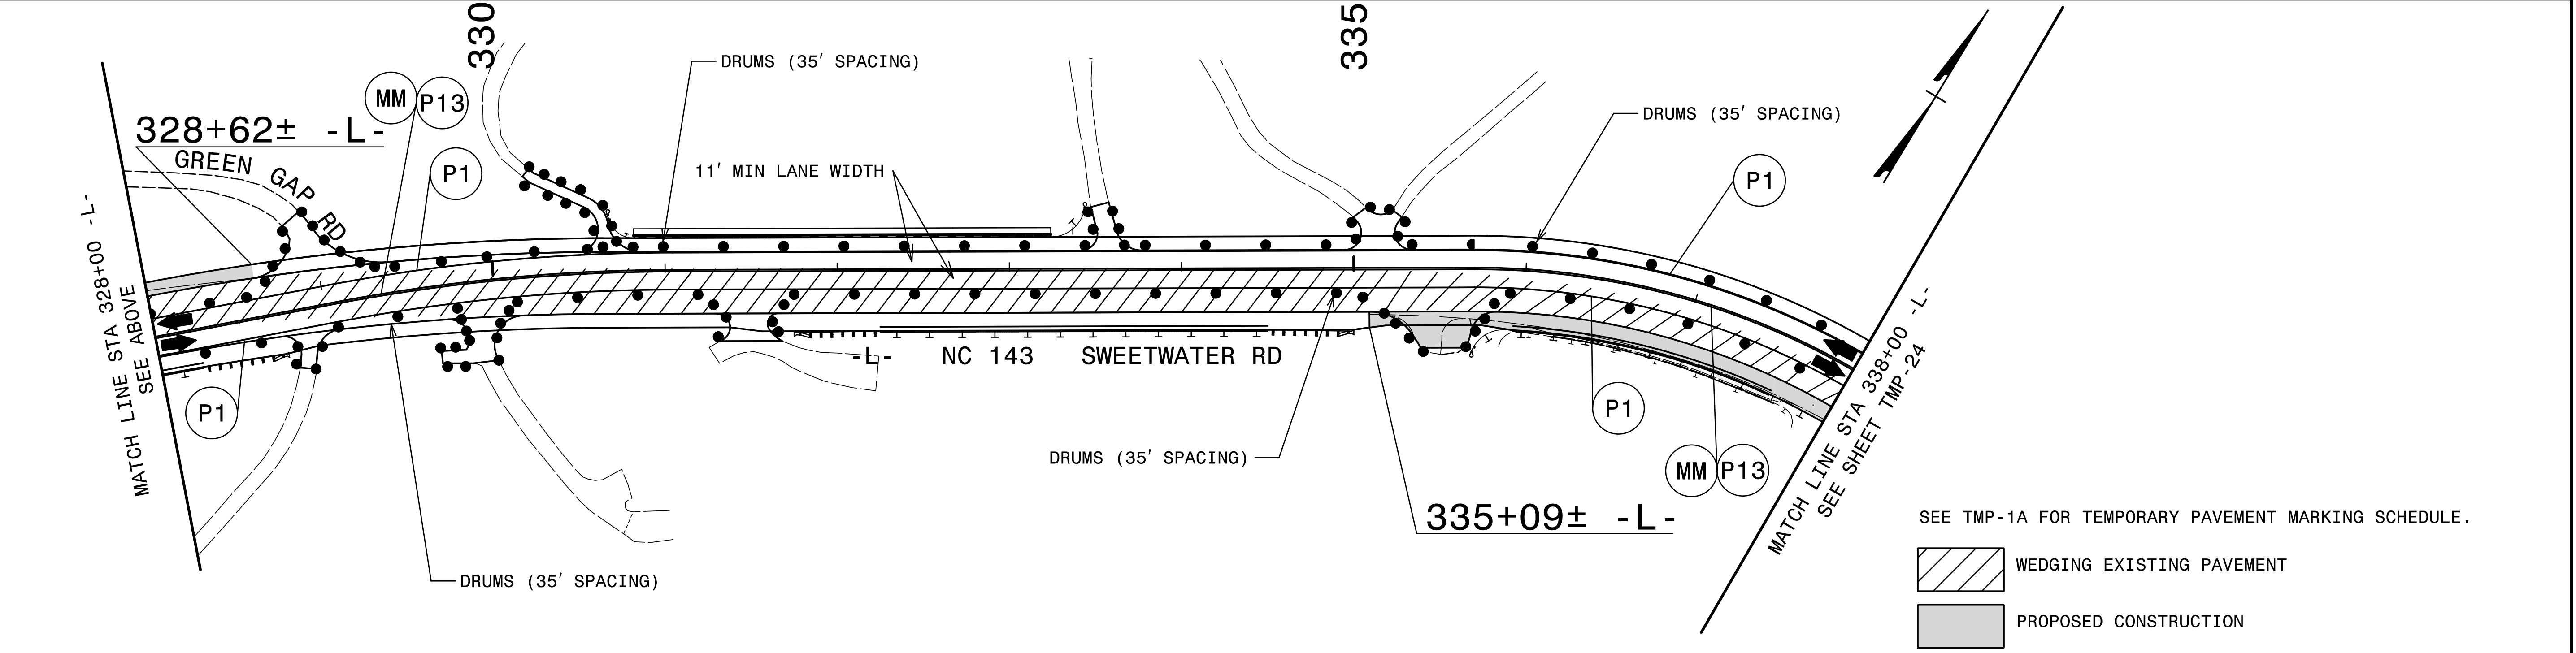 330
335
DRUMS (35' SPACING)
MM P13
328+62± -L-
GREEN GAP RD
P1
11' MIN LANE WIDTH
DRUMS (35' SPACING)
P1
MATCH LINE STA 328+00 -L-
SEE ABOVE
-L- NC 143 SWEETWATER RD
P1
P1
DRUMS (35' SPACING)
MM P13
335+09± -L-
DRUMS (35' SPACING)
MATCH LINE STA 338+00 -L-
SEE SHEET TMP-24
SEE TMP-1A FOR TEMPORARY PAVEMENT MARKING SCHEDULE.
WEDGING EXISTING PAVEMENT
PROPOSED CONSTRUCTION